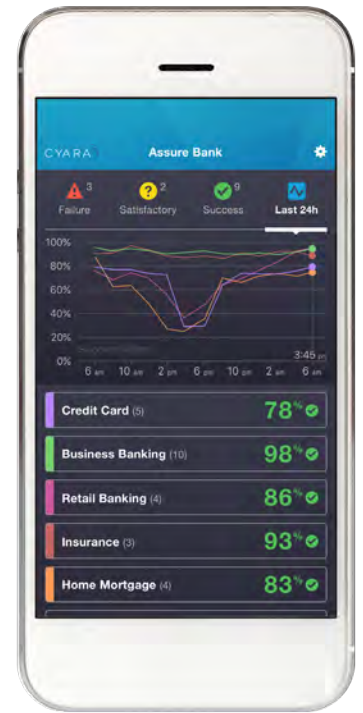 CYARA Assure Bank
3 2 9
Failure Satisfactory Success Last 24h
100%
80%
60%
40%
20%
3:45 pm
0%
6 am 10 am 2 pm 6 pm 10 pm 2 am 6 am
Credit Card (5) 78%
Business Banking (10) 98%
Retail Banking (4) 86%
Insurance (3) 93%
Home Mortgage (4) 83%